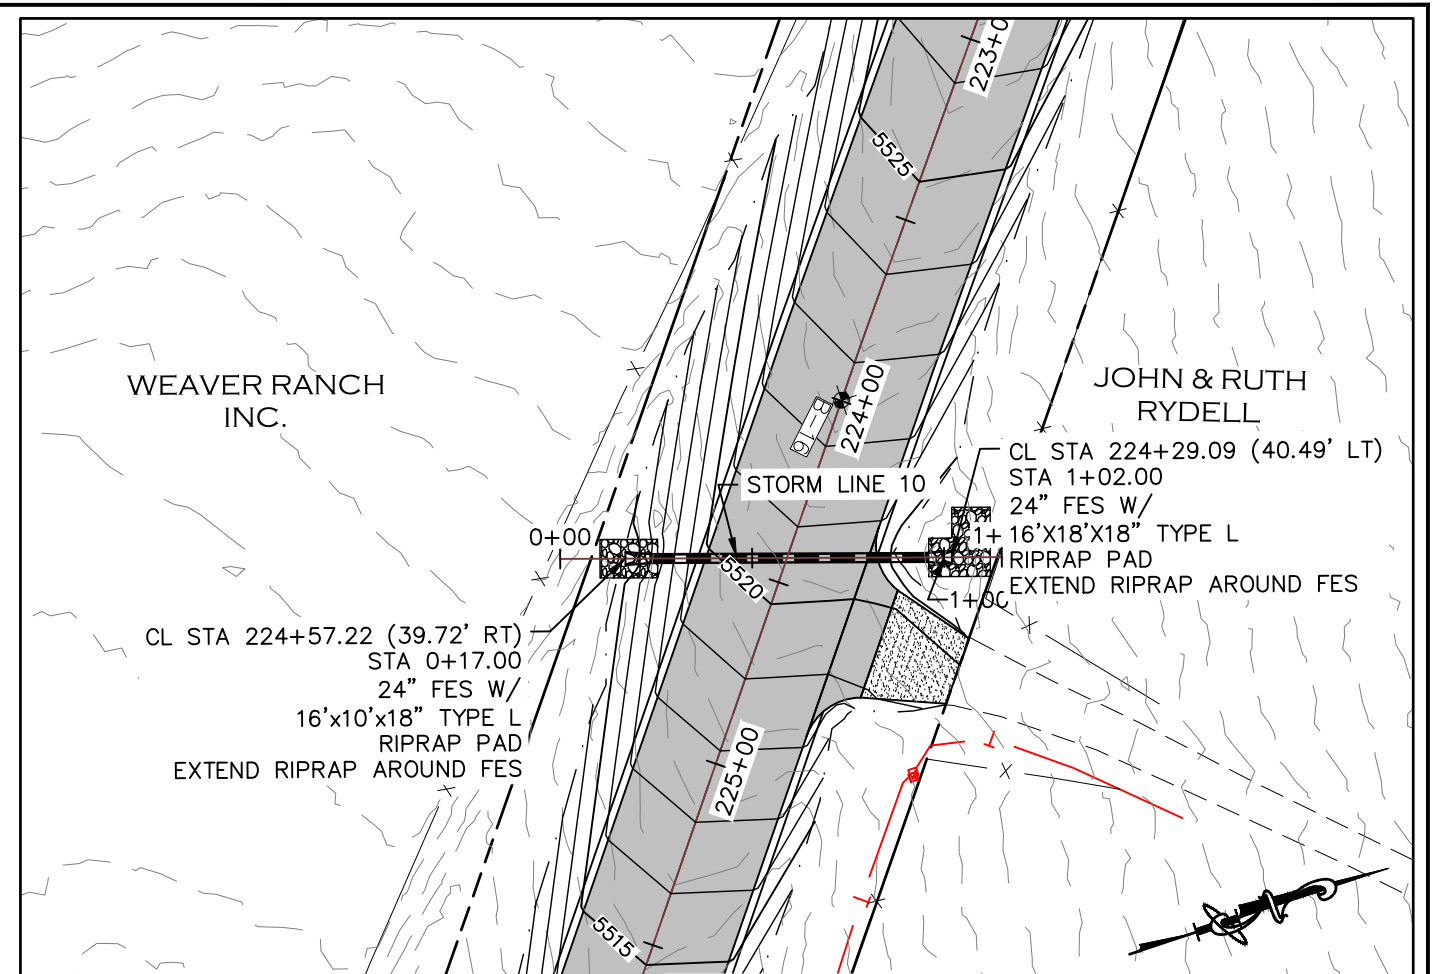 223+0
5525
WEAVER RANCH
INC.
JOHN & RUTH
RYDELL
224+00
B-16
CL STA 224+29.09 (40.49' LT)
STA 1+02.00
24" FES W/
16'X18'X18" TYPE L
RIPRAP PAD
EXTEND RIPRAP AROUND FES
STORM LINE 10
0+00
1+
1+00
5520
CL STA 224+57.22 (39.72' RT)
STA 0+17.00
24" FES W/
16'x10'x18" TYPE L
RIPRAP PAD
EXTEND RIPRAP AROUND FES
225+00
5515